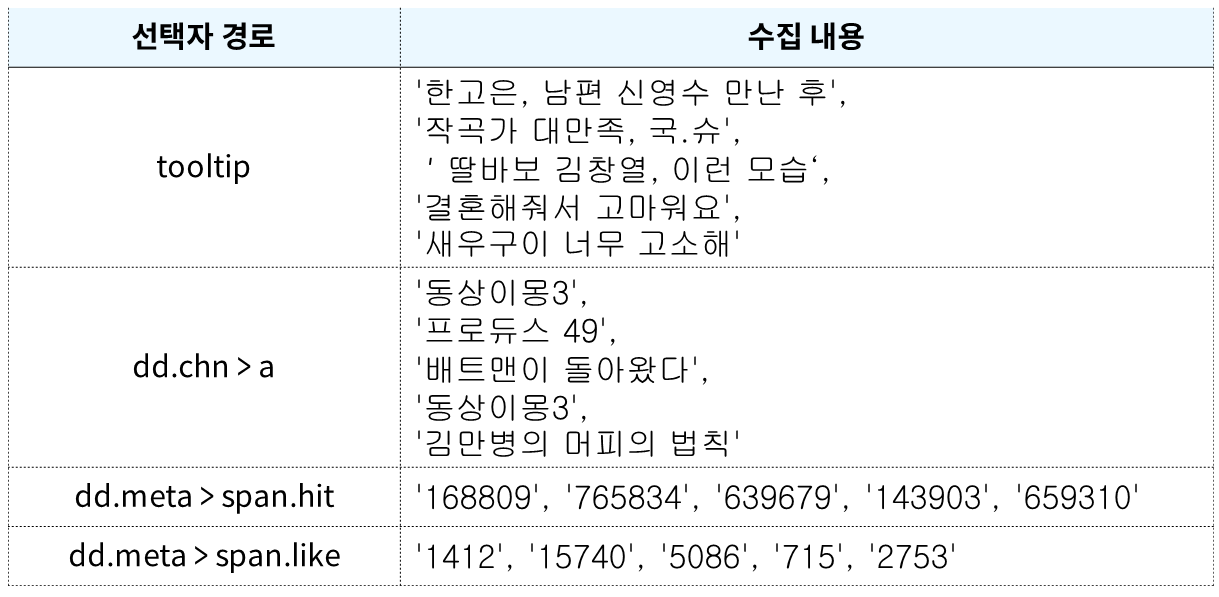 선택자 경로 수집 내용
tooltip
'한고은, 남편 신영수 만난 후',
'작곡가 대만족, 국.슈',
' 딸바보 김창열, 이런 모습‘,
'결혼해줘서 고마워요',
'새우구이 너무 고소해'
dd.chn > a
'동상이몽3',
'프로듀스 49',
'배트맨이 돌아왔다',
'동상이몽3',
'김만병의 머피의 법칙'
dd.meta > span.hit '168809', '765834', '639679', '143903', '659310'
dd.meta > span.like '1412', '15740', '5086', '715', '2753'